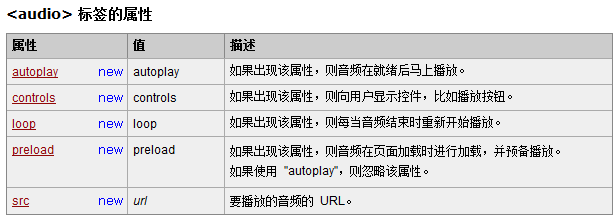 <audio> 标签的属性
属性 值 描述
autoplay new autoplay 如果出现该属性，则音频在就绪后马上播放。
controls new controls 如果出现该属性，则向用户显示控件，比如播放按钮。
loop new loop 如果出现该属性，则每当音频结束时重新开始播放。
preload new preload 如果出现该属性，则音频在页面加载时进行加载，并预备播放。
如果使用 "autoplay"，则忽略该属性。
src new url 要播放的音频的 URL。